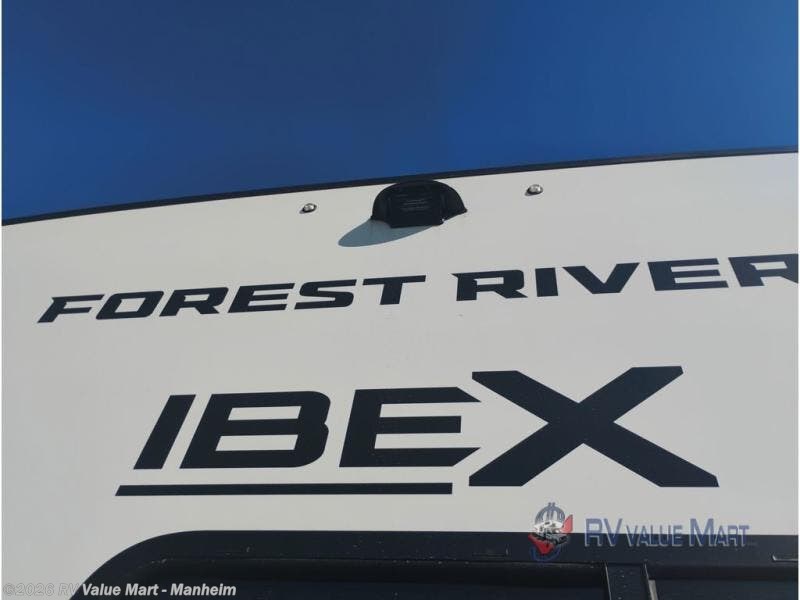 FOREST RIVER
IBEX
RV VALUE MART
©2026 RV Value Mart - Manheim